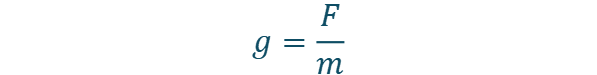 g = F/m